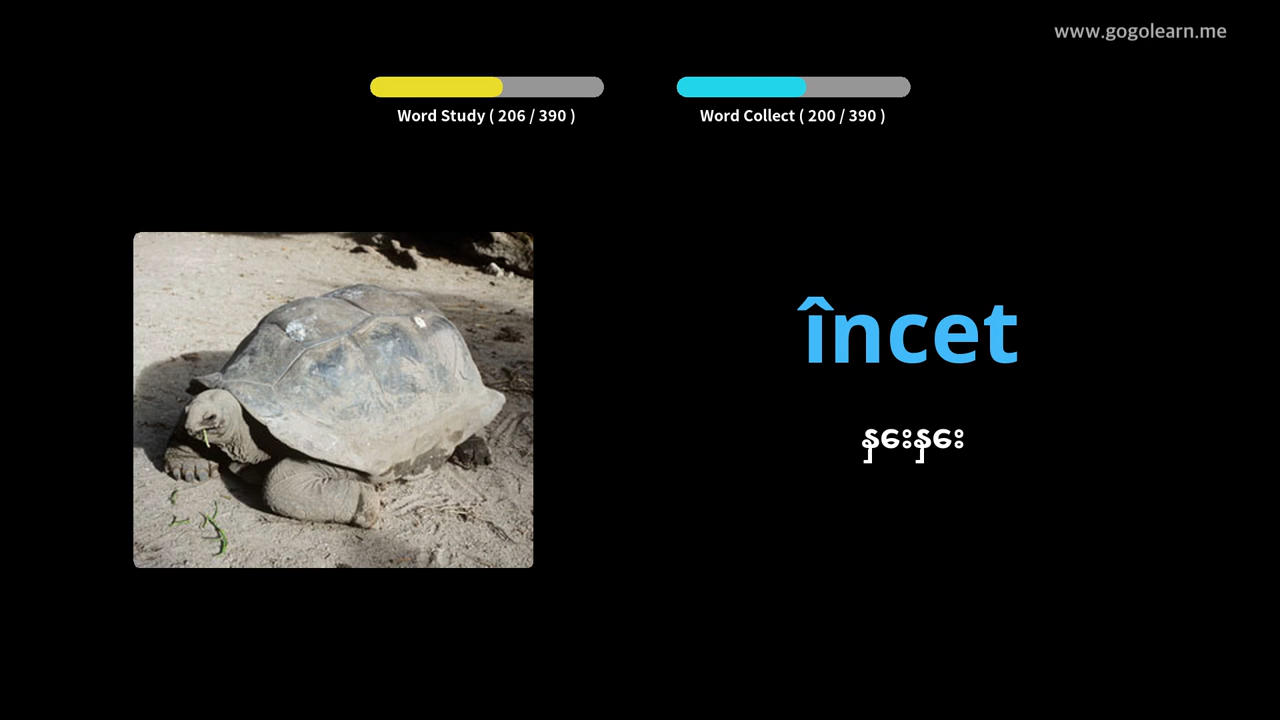 www.gogolearn.me
Word Study ( 206 / 390 )
Word Collect ( 200 / 390 )
încet
နှေးနှေး